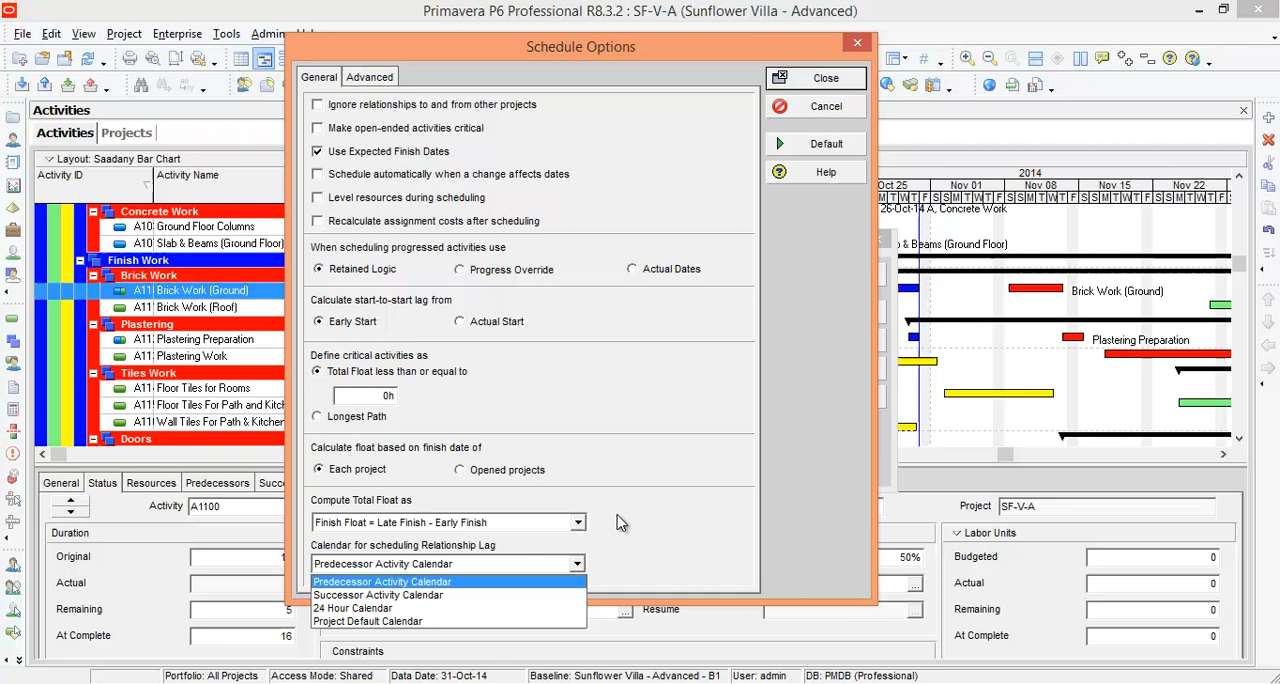 Primavera P6 Professional R8.3.2 : SF-V-A (Sunflower Villa - Advanced)
File Edit View Project Enterprise Tools Admin
Activities
Activities Projects
Layout: Saadany Bar Chart
Activity ID Activity Name
Concrete Work
A10 Ground Floor Columns
A10 Slab & Beams (Ground Floor)
Finish Work
Brick Work
A11 Brick Work (Ground)
A11 Brick Work (Roof)
Plastering
A11 Plastering Preparation
A11 Plastering Work
Tiles Work
A11 Floor Tiles for Rooms
A11 Floor Tiles For Path and Kitch
A11 Wall Tiles For Path & Kitchen
Doors
Schedule Options
General Advanced
Ignore relationships to and from other projects
Make open-ended activities critical
Use Expected Finish Dates
Schedule automatically when a change affects dates
Level resources during scheduling
Recalculate assignment costs after scheduling
When scheduling progressed activities use
Retained Logic Progress Override Actual Dates
Calculate start-to-start lag from
Early Start Actual Start
Define critical activities as
Total Float less than or equal to
0h
Longest Path
Calculate float based on finish date of
Each project Opened projects
Compute Total Float as
Finish Float = Late Finish - Early Finish
Calendar for scheduling Relationship Lag
Predecessor Activity Calendar
Predecessor Activity Calendar
Successor Activity Calendar
24 Hour Calendar
Project Default Calendar
Close
Cancel
Default
Help
2014
Oct 25 Nov 01 Nov 08 Nov 15 Nov 22
26-Oct-14 A, Concrete Work
b & Beams (Ground Floor)
Brick Work (Ground)
Plastering Preparation
General Status Resources Predecessors Succ
Activity A1100 Project SF-V-A
Duration
Original 1
Actual
Remaining 5
At Complete 16
50%
Resume
Constraints
Labor Units
Budgeted 0
Actual 0
Remaining 0
At Complete 0
Portfolio: All Projects Access Mode: Shared Data Date: 31-Oct-14 Baseline: Sunflower Villa - Advanced - B1 User: admin DB: PMDB (Professional)